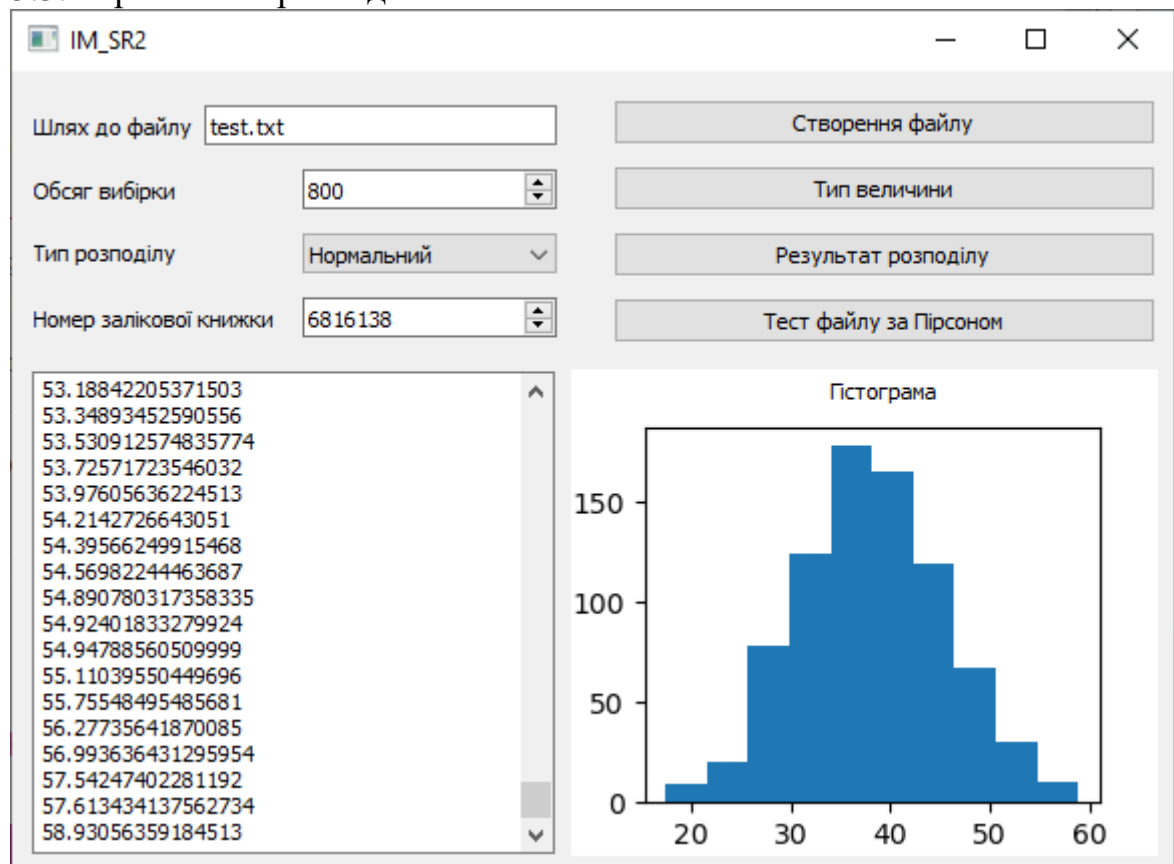 IM_SR2
Шлях до файлу test.txt
Створення файлу
Обсяг вибірки 800
Тип величини
Тип розподілу Нормальний
Результат розподілу
Номер залікової книжки 6816138
Тест файлу за Пірсоном
53.18842205371503
53.34893452590556
53.530912574835774
53.72571723546032
53.97605636224513
54.2142726643051
54.39566249915468
54.56982244463687
54.890780317358335
54.92401833279924
54.94788560509999
55.11039550449696
55.75548495485681
56.27735641870085
56.993636431295954
57.54247402281192
57.613434137562734
58.93056359184513
Гістограма
150
100
50
0
20 30 40 50 60